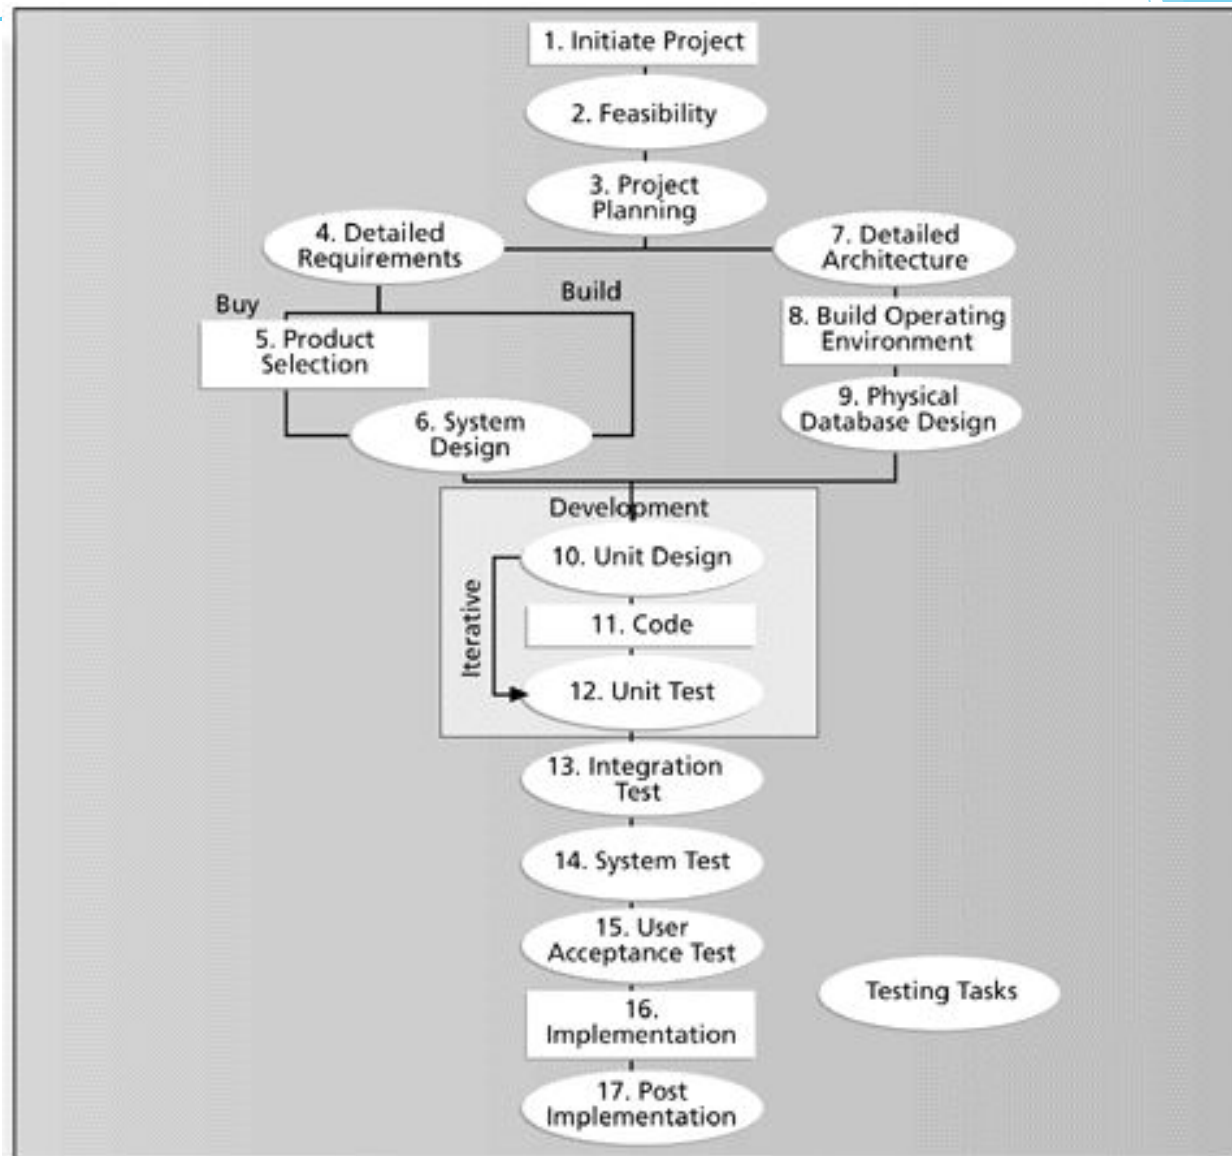 1. Initiate Project
2. Feasibility
3. Project
Planning
4. Detailed
Requirements
7. Detailed
Architecture
Buy
Build
5. Product
Selection
8. Build Operating
Environment
6. System
Design
9. Physical
Database Design
Development
Iterative
10. Unit Design
11. Code
12. Unit Test
13. Integration
Test
14. System Test
15. User
Acceptance Test
Testing Tasks
16.
Implementation
17. Post
Implementation